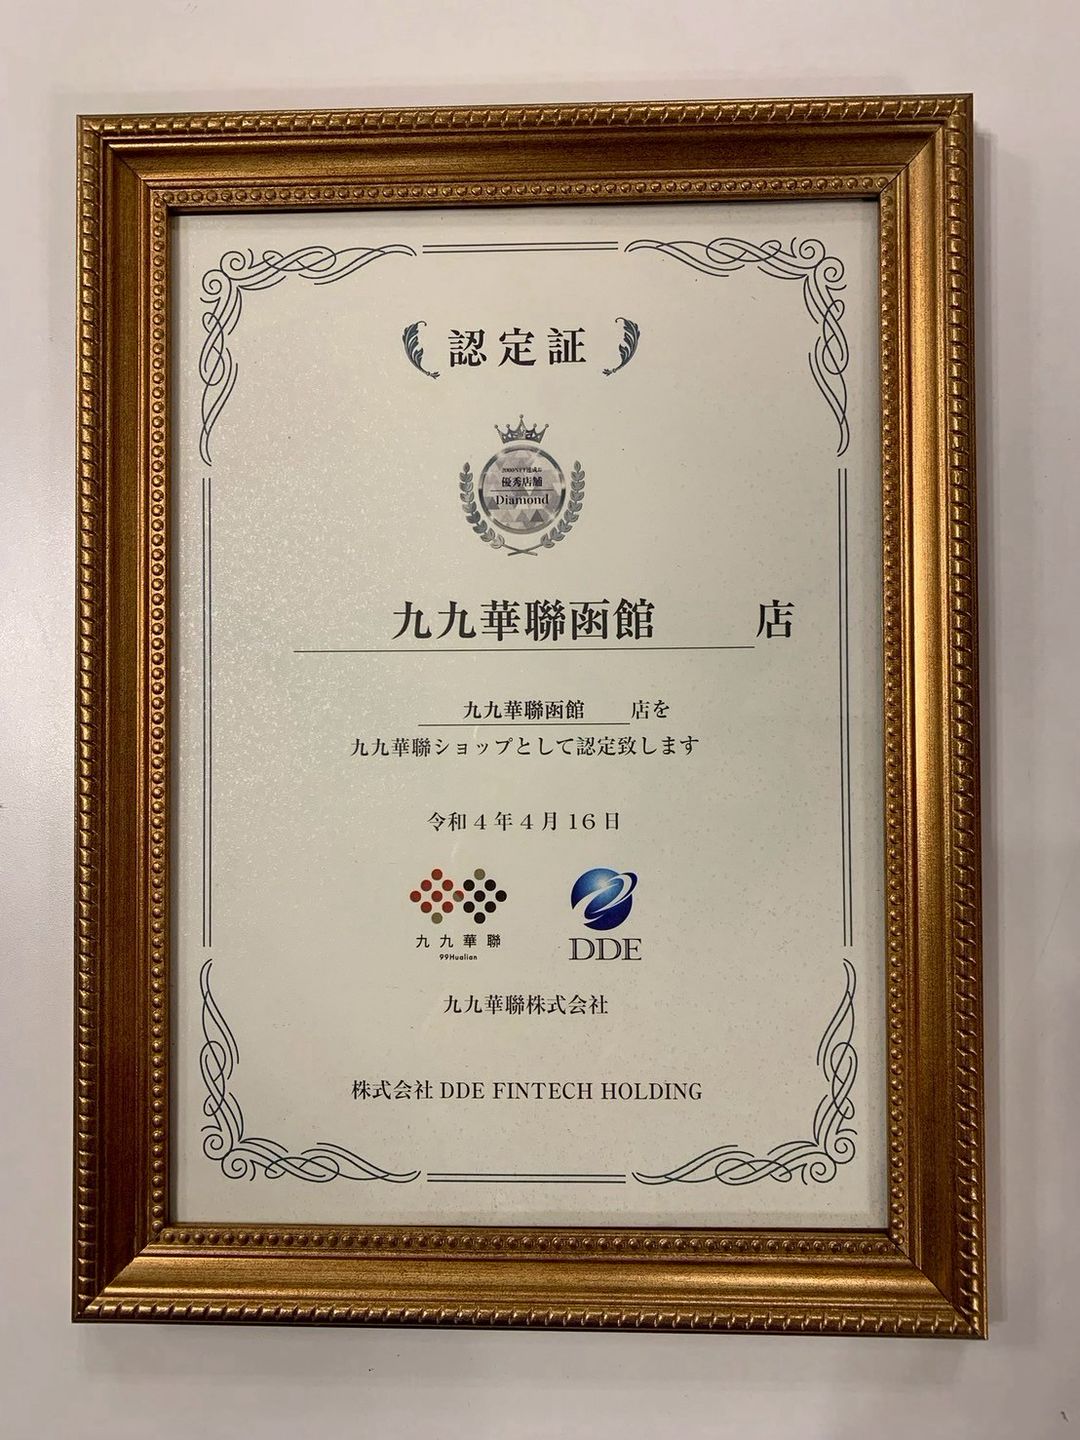 認定証
優秀店舗
Diamond
九九華聯函館 店
九九華聯函館 店を
九九華聯ショップとして認定致します
令和4年4月16日
九九華聯
99Hualian
DDE
九九華聯株式会社
株式会社 DDE FINTECH HOLDING